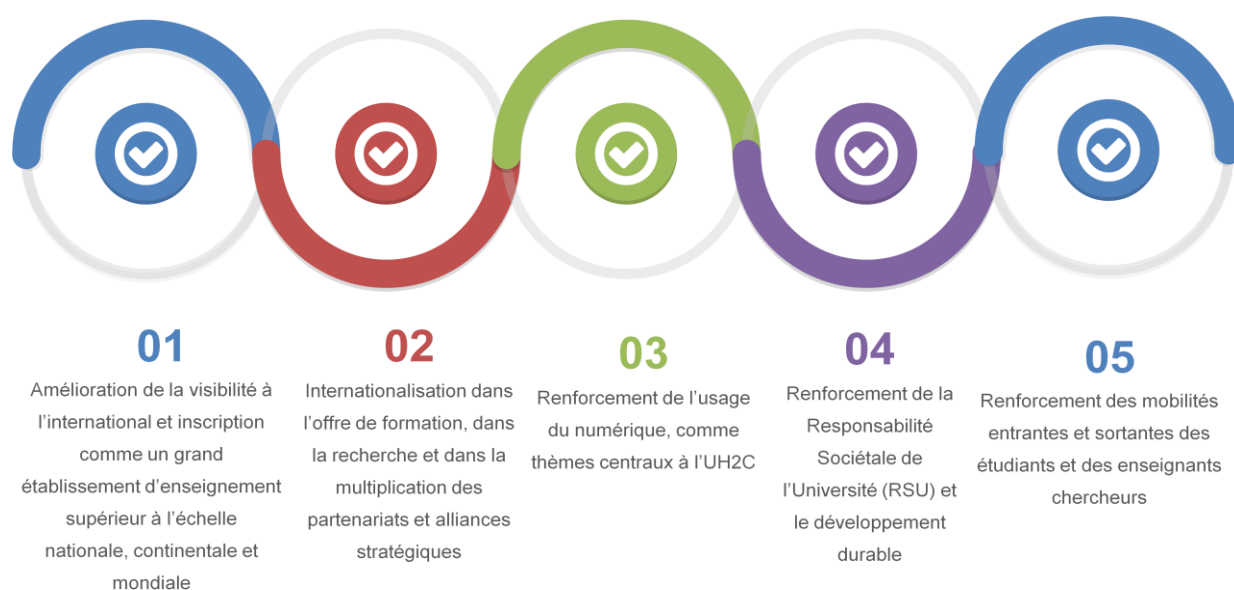 01
Amélioration de la visibilité à
l’international et inscription
comme un grand
établissement d’enseignement
supérieur à l’échelle
nationale, continentale et
mondiale
02
Internationalisation dans
l’offre de formation, dans
la recherche et dans la
multiplication des
partenariats et alliances
stratégiques
03
Renforcement de l’usage
du numérique, comme
thèmes centraux à l’UH2C
04
Renforcement de la
Responsabilité
Sociétale de
l’Université (RSU) et
le développement
durable
05
Renforcement des mobilités
entrantes et sortantes des
étudiants et des enseignants
chercheurs